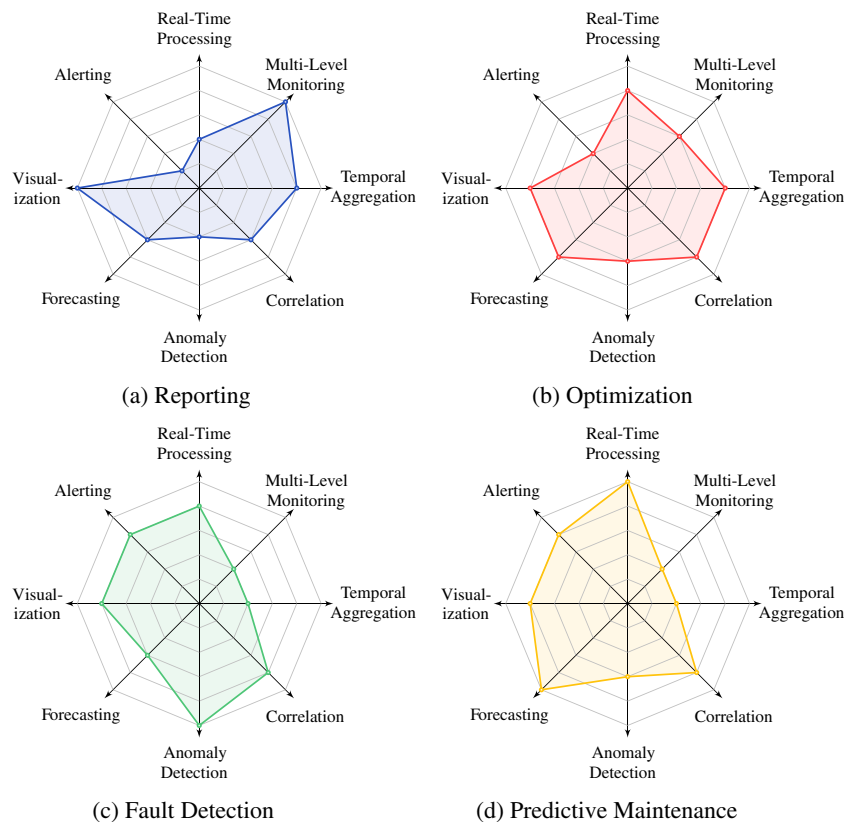 Real-Time
Processing
Multi-Level
Monitoring
Alerting
Visual-
ization
Temporal
Aggregation
Forecasting
Correlation
Anomaly
Detection
(a) Reporting
Real-Time
Processing
Multi-Level
Monitoring
Alerting
Visual-
ization
Temporal
Aggregation
Forecasting
Correlation
Anomaly
Detection
(b) Optimization
Real-Time
Processing
Multi-Level
Monitoring
Alerting
Visual-
ization
Temporal
Aggregation
Forecasting
Correlation
Anomaly
Detection
(c) Fault Detection
Real-Time
Processing
Multi-Level
Monitoring
Alerting
Visual-
ization
Temporal
Aggregation
Forecasting
Correlation
Anomaly
Detection
(d) Predictive Maintenance